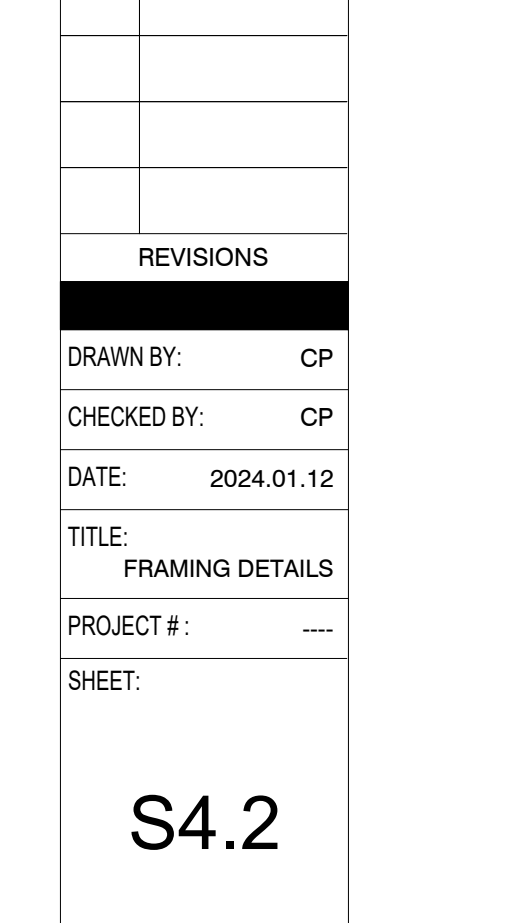 REVISIONS
DRAWN BY: CP
CHECKED BY: CP
DATE: 2024.01.12
TITLE:
FRAMING DETAILS
PROJECT # : ----
SHEET:
S4.2